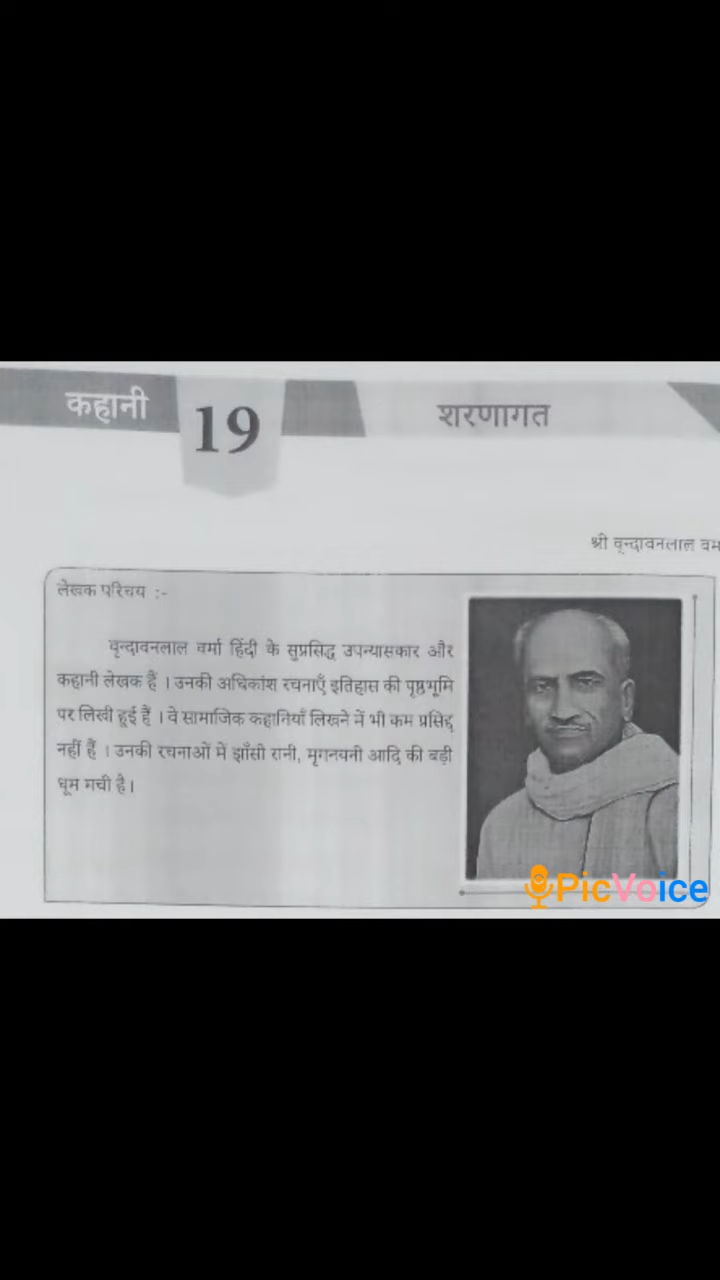 कहानी
19
शरणागत
श्री वृन्दावनलाल
लेखक परिचय :-
वृन्दावनलाल वर्मा हिंदी के सुप्रसिद्ध उपन्यासकार और
कहानी लेखक हैं । उनकी अधिकांश रचनाएँ इतिहास की पृष्ठभूमि
पर लिखी हुई हैं । वे सामाजिक कहानियाँ लिखने में भी कम प्रसिद्ध
नहीं हैं । उनकी रचनाओं में झाँसी रानी, मृगनयनी आदि की बड़ी
धूम मची है।
PicVoice